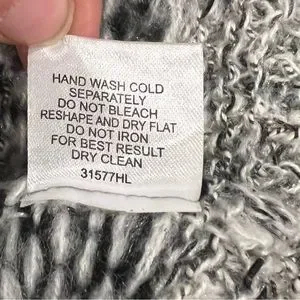 HAND WASH COLD
SEPARATELY
DO NOT BLEACH
RESHAPE AND DRY FLAT
DO NOT IRON
FOR BEST RESULT
DRY CLEAN
31577HL